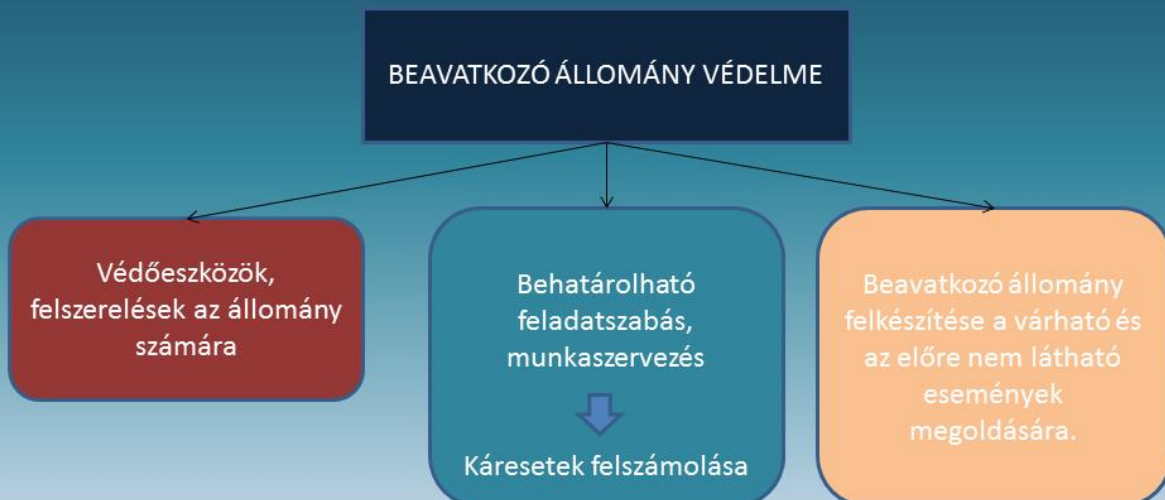 BEAVATKOZÓ ÁLLOMÁNY VÉDELME
Védőeszközök,
felszerelések az állomány
számára
Behatárolható
feladatszabás,
munkaszervezés
Káresetek felszámolása
Beavatkozó állomány
felkészítése a várható és
az előre nem látható
események
megoldására.